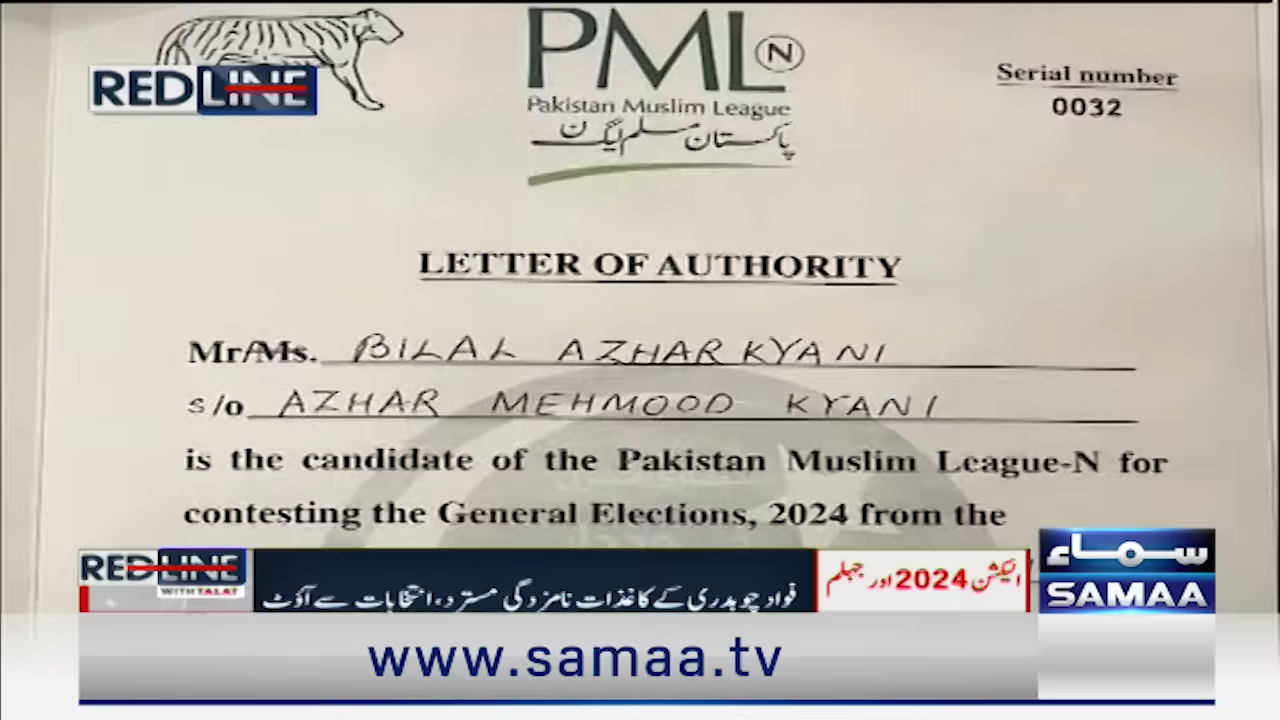 REDLINE
PML N
Pakistan Muslim League
پاکستان مسلم لیگ ن
Serial number
0032
LETTER OF AUTHORITY
Mr/Ms. BILAL AZHAR KYANI
s/o AZHAR MEHMOOD KYANI
is the candidate of the Pakistan Muslim League-N for
contesting the General Elections, 2024 from the
REDLINE
WITH TALAT
فواد چوہدری کے کاغذات نامزدگی مسترد، انتخابات سے آؤٹ
الیکشن 2024 اور جہلم
سماء
SAMAA
www.samaa.tv